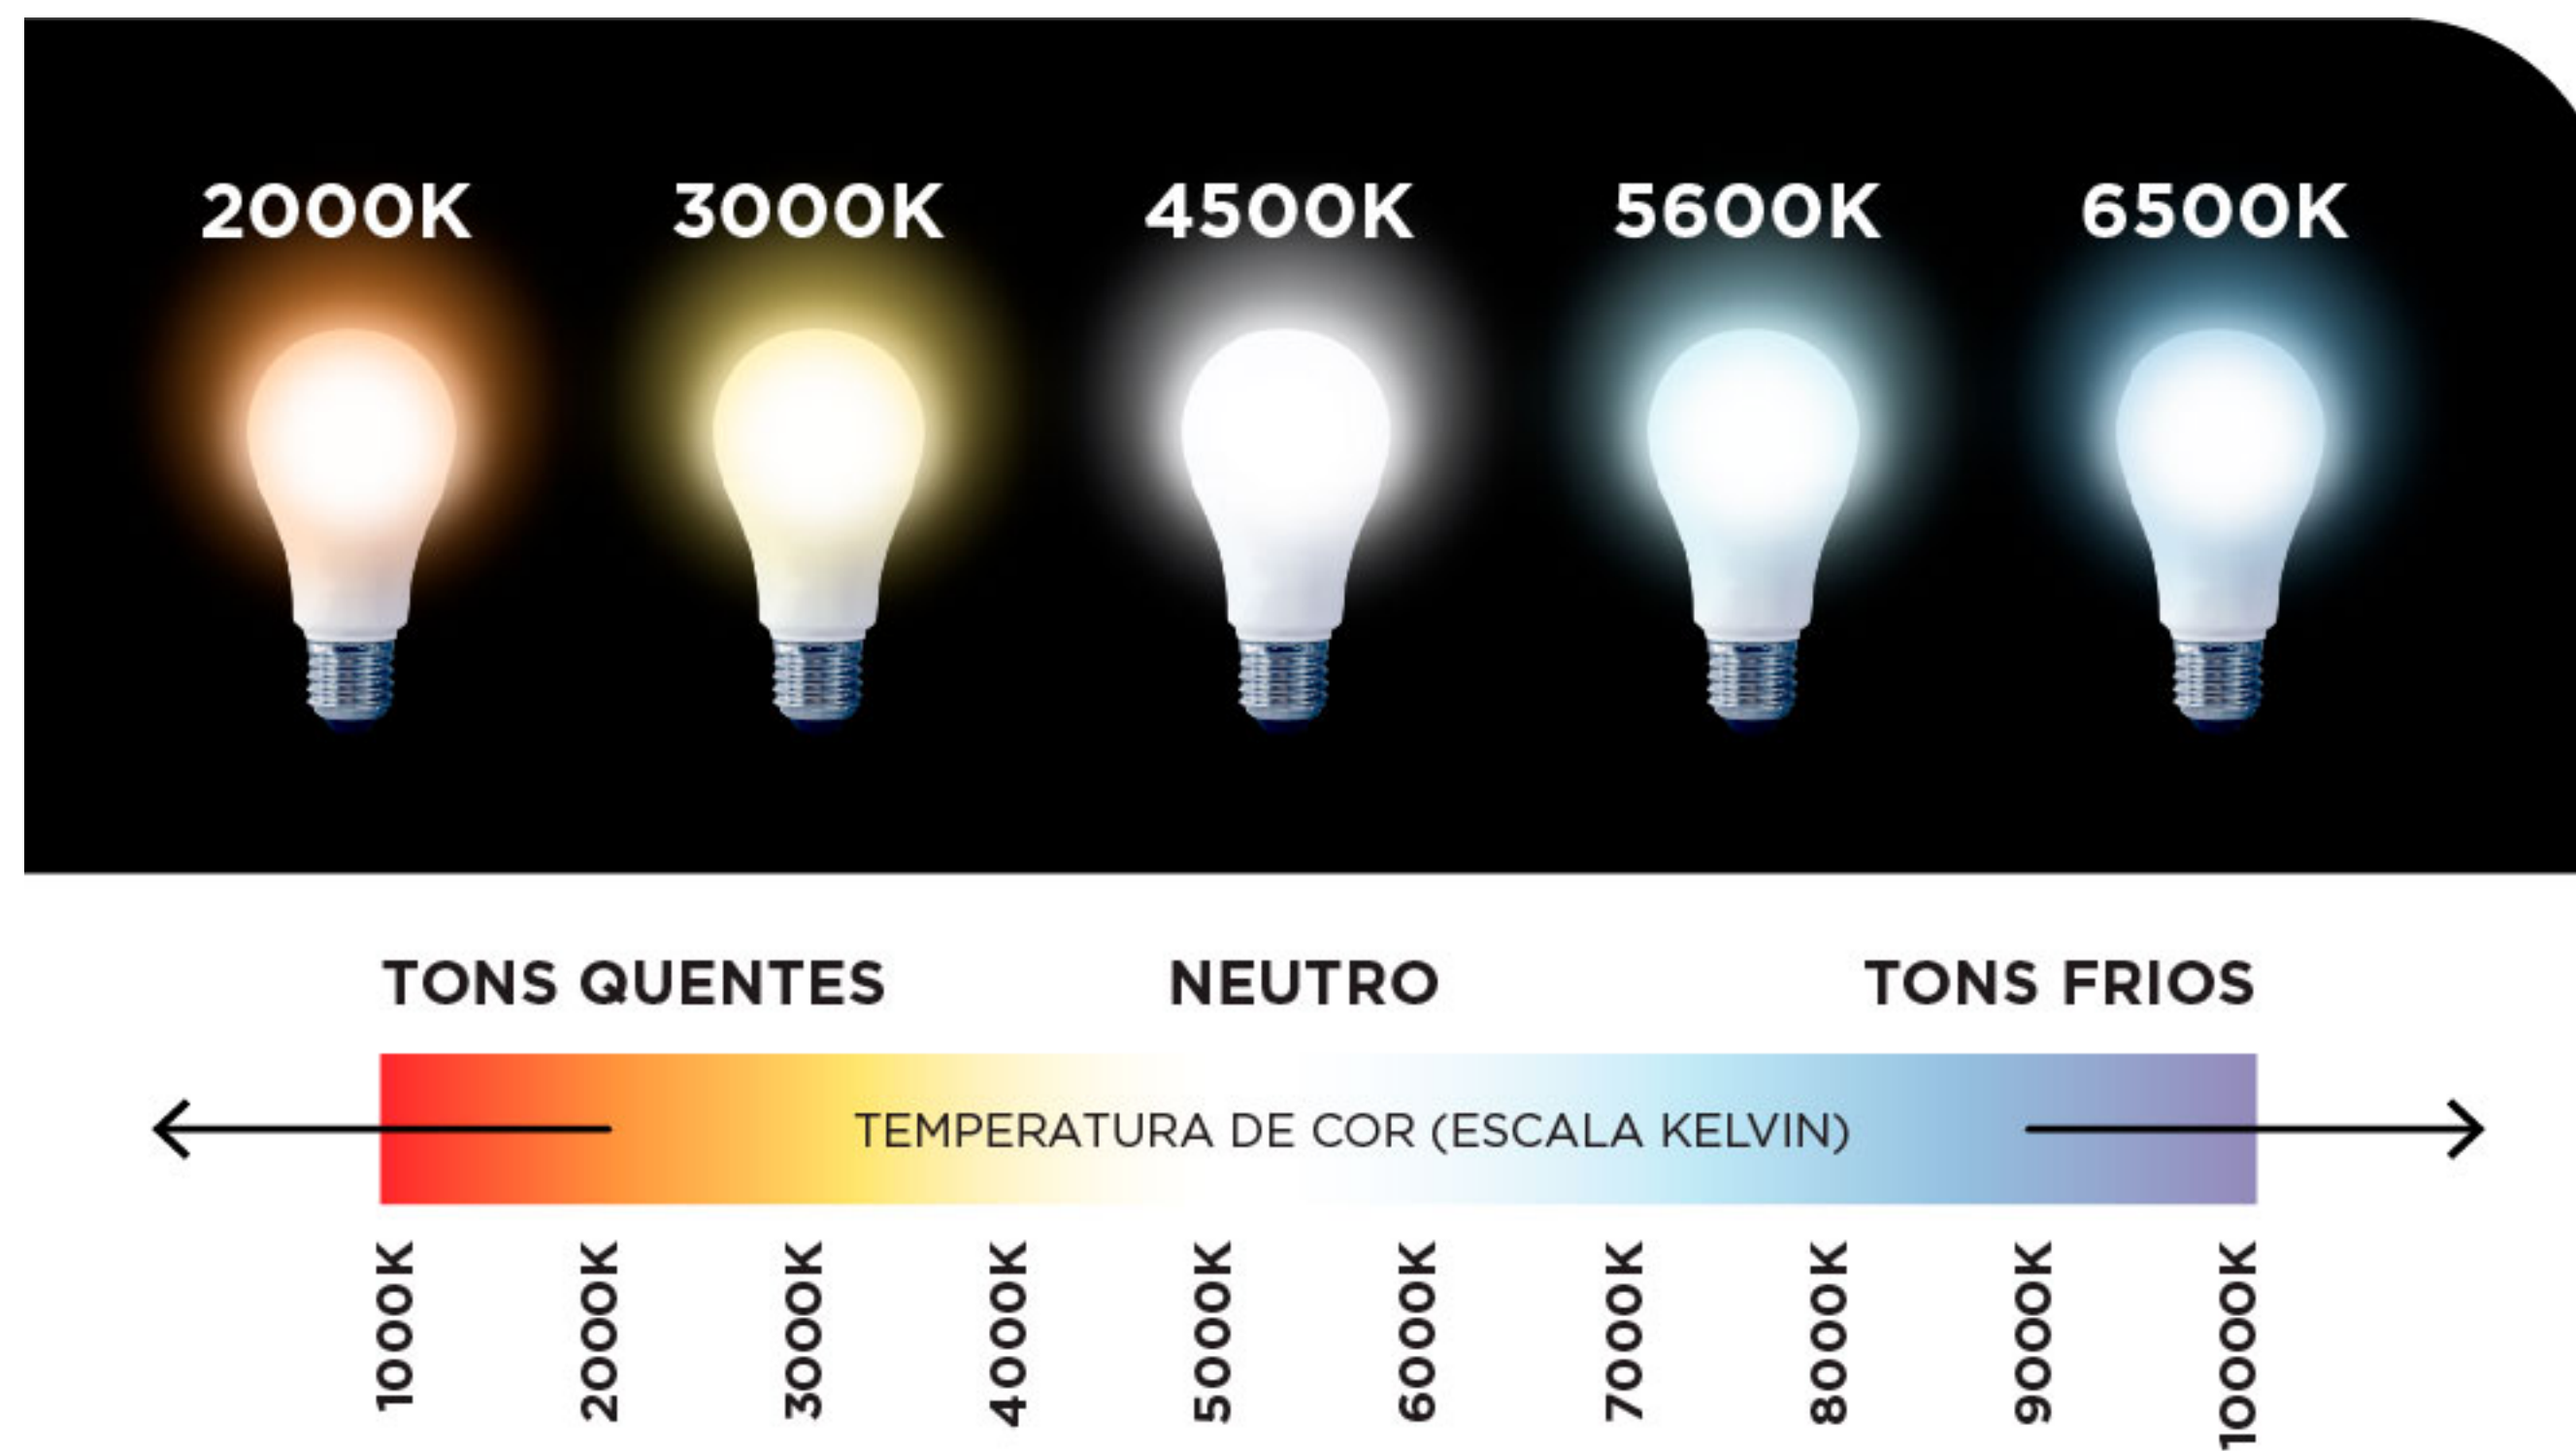 2000K 3000K 4500K 5600K 6500K
TONS QUENTES NEUTRO TONS FRIOS
TEMPERATURA DE COR (ESCALA KELVIN)
1000K
2000K
3000K
4000K
5000K
6000K
7000K
8000K
9000K
10000K